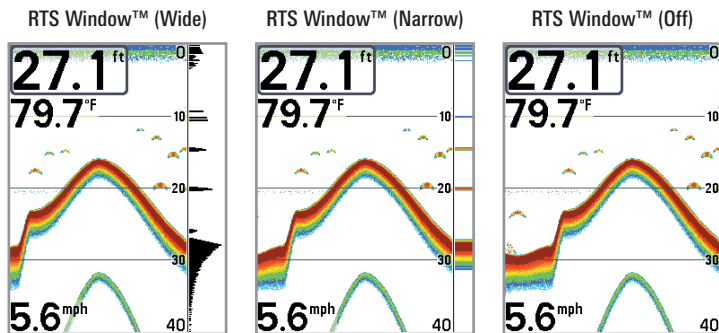 RTS Window™ (Wide)
27.1 ft
79.7 °F
0
10
20
30
40
5.6 mph
RTS Window™ (Narrow)
27.1 ft
79.7 °F
0
10
20
30
40
5.6 mph
RTS Window™ (Off)
27.1 ft
79.7 °F
0
10
20
30
40
5.6 mph